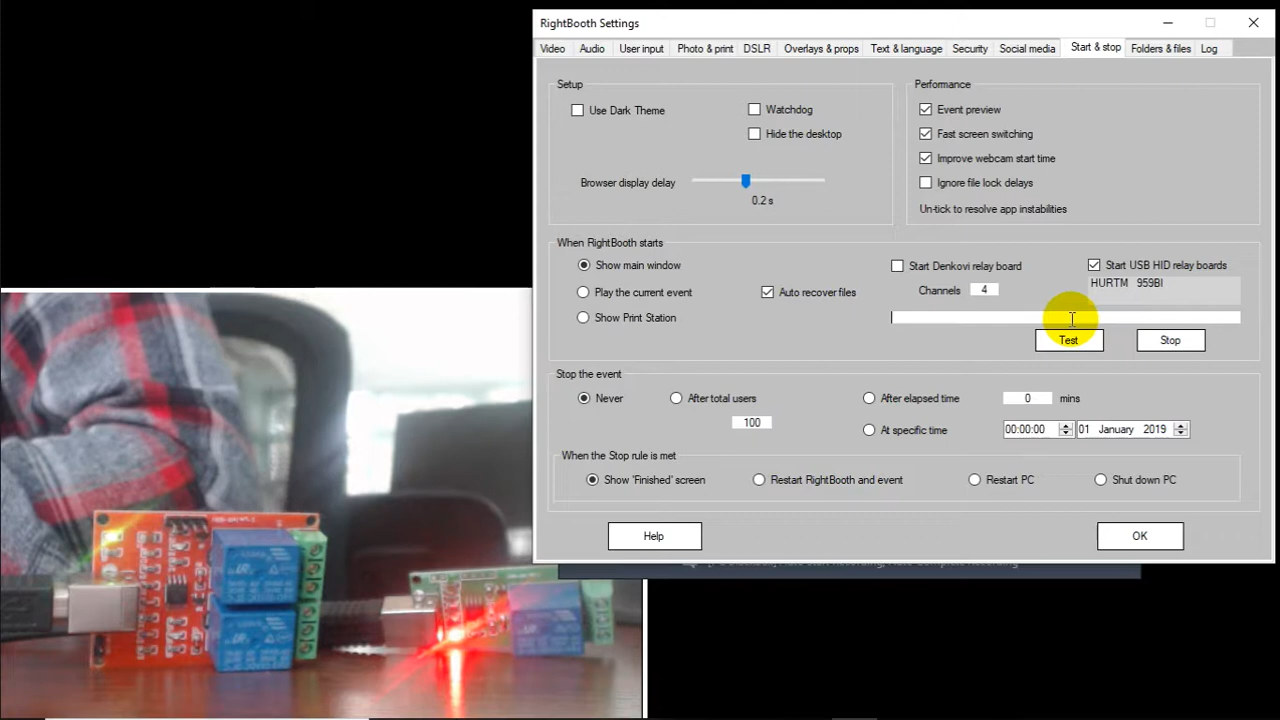 RightBooth Settings
Video Audio User input Photo & print DSLR Overlays & props Text & language Security Social media Start & stop Folders & files Log
Setup
Use Dark Theme
Watchdog
Hide the desktop
Browser display delay
0.2 s
Performance
Event preview
Fast screen switching
Improve webcam start time
Ignore file lock delays
Un-tick to resolve app instabilities
When RightBooth starts
Show main window
Play the current event
Show Print Station
Auto recover files
Start Denkovi relay board
Channels 4
Start USB HID relay boards
HURTM 959BI
Test Stop
Stop the event
Never
After total users
100
After elapsed time 0 mins
At specific time 00:00:00 01 January 2019
When the Stop rule is met
Show 'Finished' screen
Restart RightBooth and event
Restart PC
Shut down PC
Help OK